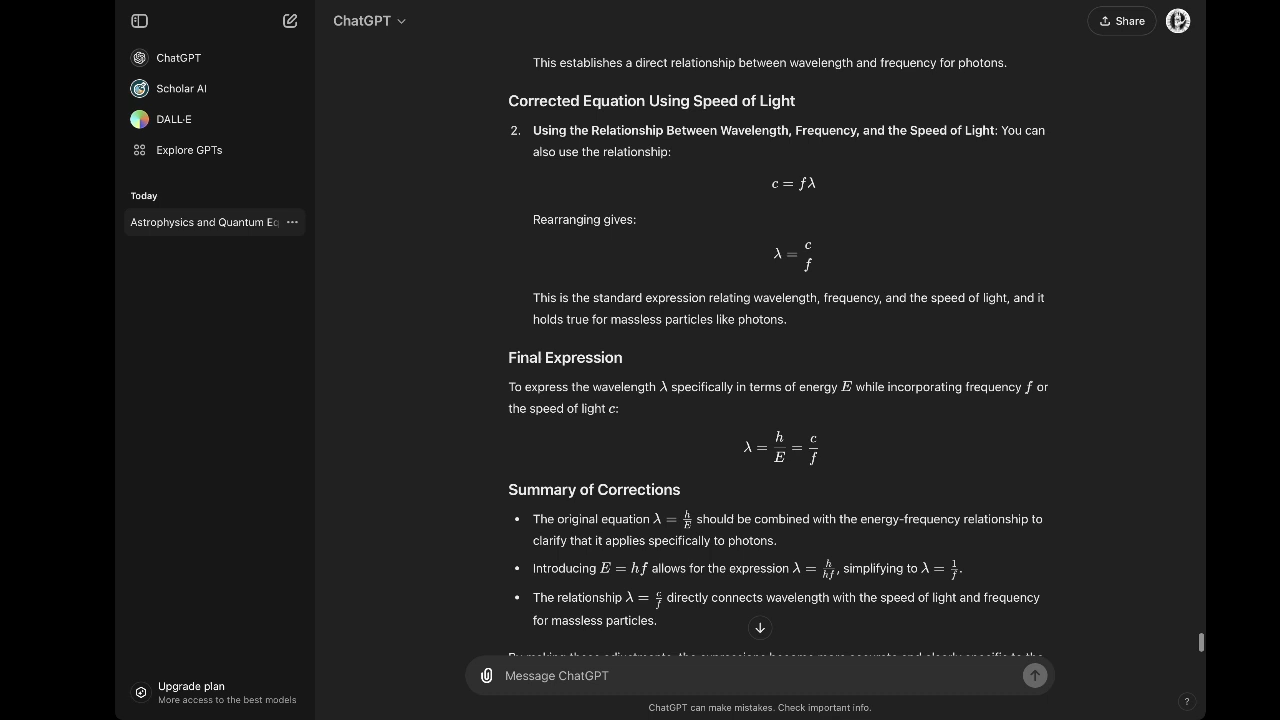 ChatGPT
Share
ChatGPT
Scholar AI
DALL·E
Explore GPTs
Today
Astrophysics and Quantum Eq
This establishes a direct relationship between wavelength and frequency for photons.
Corrected Equation Using Speed of Light
2. Using the Relationship Between Wavelength, Frequency, and the Speed of Light: You can
also use the relationship:
c = fλ
Rearranging gives:
λ = c/f
This is the standard expression relating wavelength, frequency, and the speed of light, and it
holds true for massless particles like photons.
Final Expression
To express the wavelength λ specifically in terms of energy E while incorporating frequency f or
the speed of light c:
λ = h/E = c/f
Summary of Corrections
• The original equation λ = h/E should be combined with the energy-frequency relationship to
clarify that it applies specifically to photons.
• Introducing E = hf allows for the expression λ = h/hf, simplifying to λ = 1/f.
• The relationship λ = c/f directly connects wavelength with the speed of light and frequency
for massless particles.
Message ChatGPT
Upgrade plan
More access to the best models
ChatGPT can make mistakes. Check important info.
?